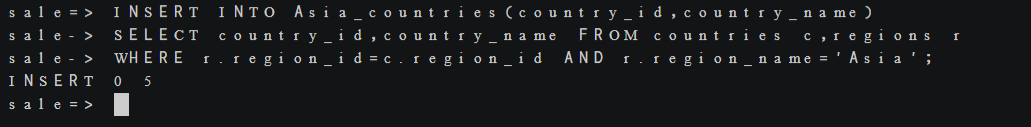 sale=> INSERT INTO Asia_countries(country_id,country_name)
sale-> SELECT country_id,country_name FROM countries c,regions r
sale-> WHERE r.region_id=c.region_id AND r.region_name='Asia';
INSERT 0 5
sale=>